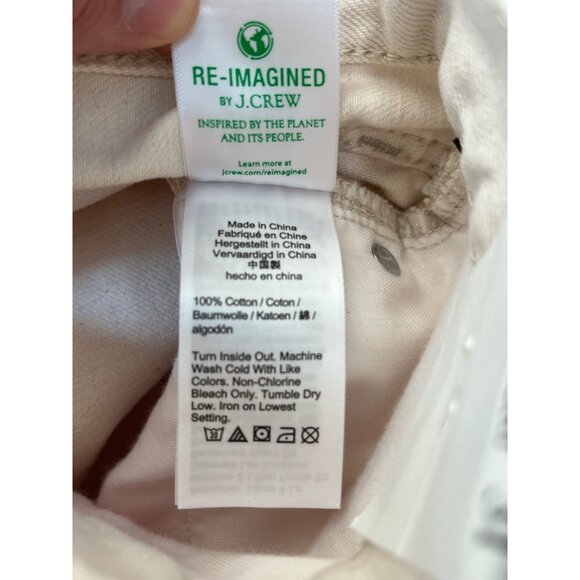 RE-IMAGINED
BY J.CREW
INSPIRED BY THE PLANET
AND ITS PEOPLE.
Learn more at
jcrew.com/reimagined
Made in China
Fabriqué en Chine
Hergestellt in China
Vervaardigd in China
中国製
hecho en china
100% Cotton / Coton /
Baumwolle / Katoen / 綿 /
algodón
Turn Inside Out. Machine
Wash Cold With Like
Colors. Non-Chlorine
Bleach Only. Tumble Dry
Low. Iron on Lowest
Setting.
30